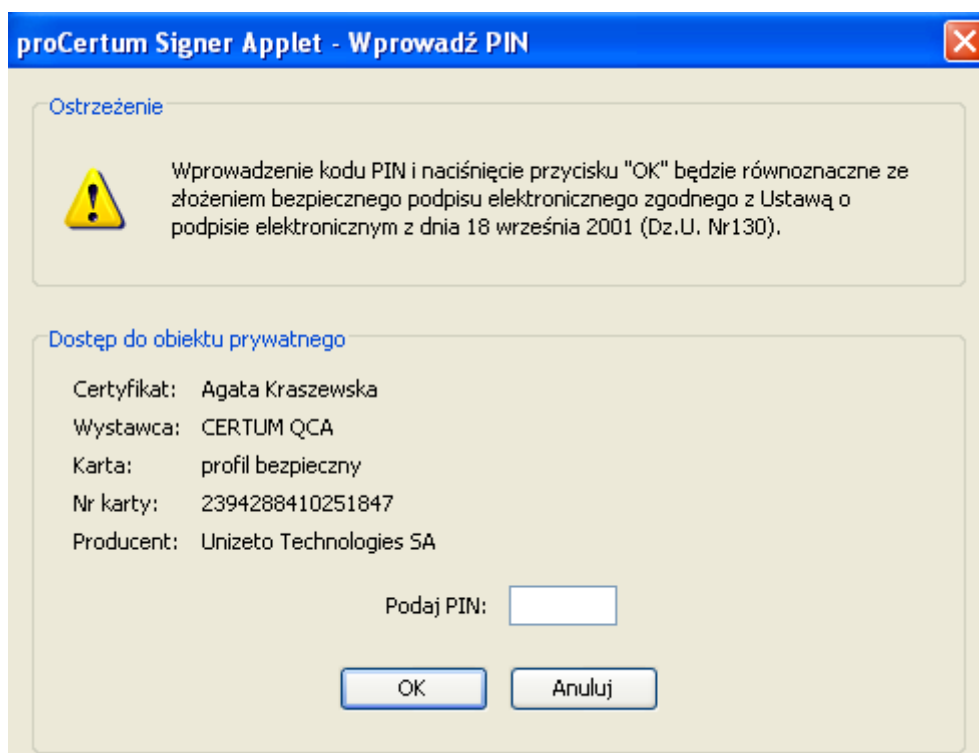 proCertum Signer Applet - Wprowadź PIN
Ostrzeżenie
Wprowadzenie kodu PIN i naciśnięcie przycisku "OK" będzie równoznaczne ze
złożeniem bezpiecznego podpisu elektronicznego zgodnego z Ustawą o
podpisie elektronicznym z dnia 18 września 2001 (Dz.U. Nr130).
Dostęp do obiektu prywatnego
Certyfikat: Agata Kraszewska
Wystawca: CERTUM QCA
Karta: profil bezpieczny
Nr karty: 2394288410251847
Producent: Unizeto Technologies SA
Podaj PIN:
OK Anuluj